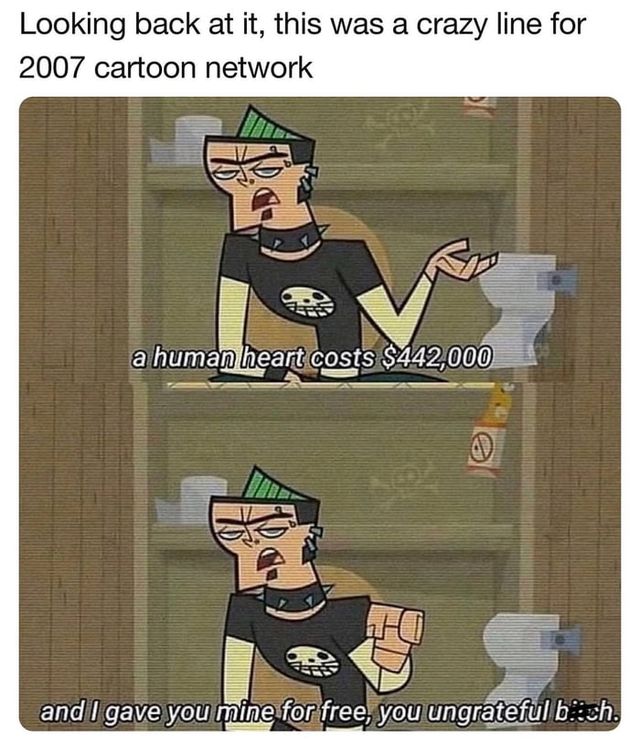 Looking back at it, this was a crazy line for
2007 cartoon network
a human heart costs $442,000
and I gave you mine for free, you ungrateful b